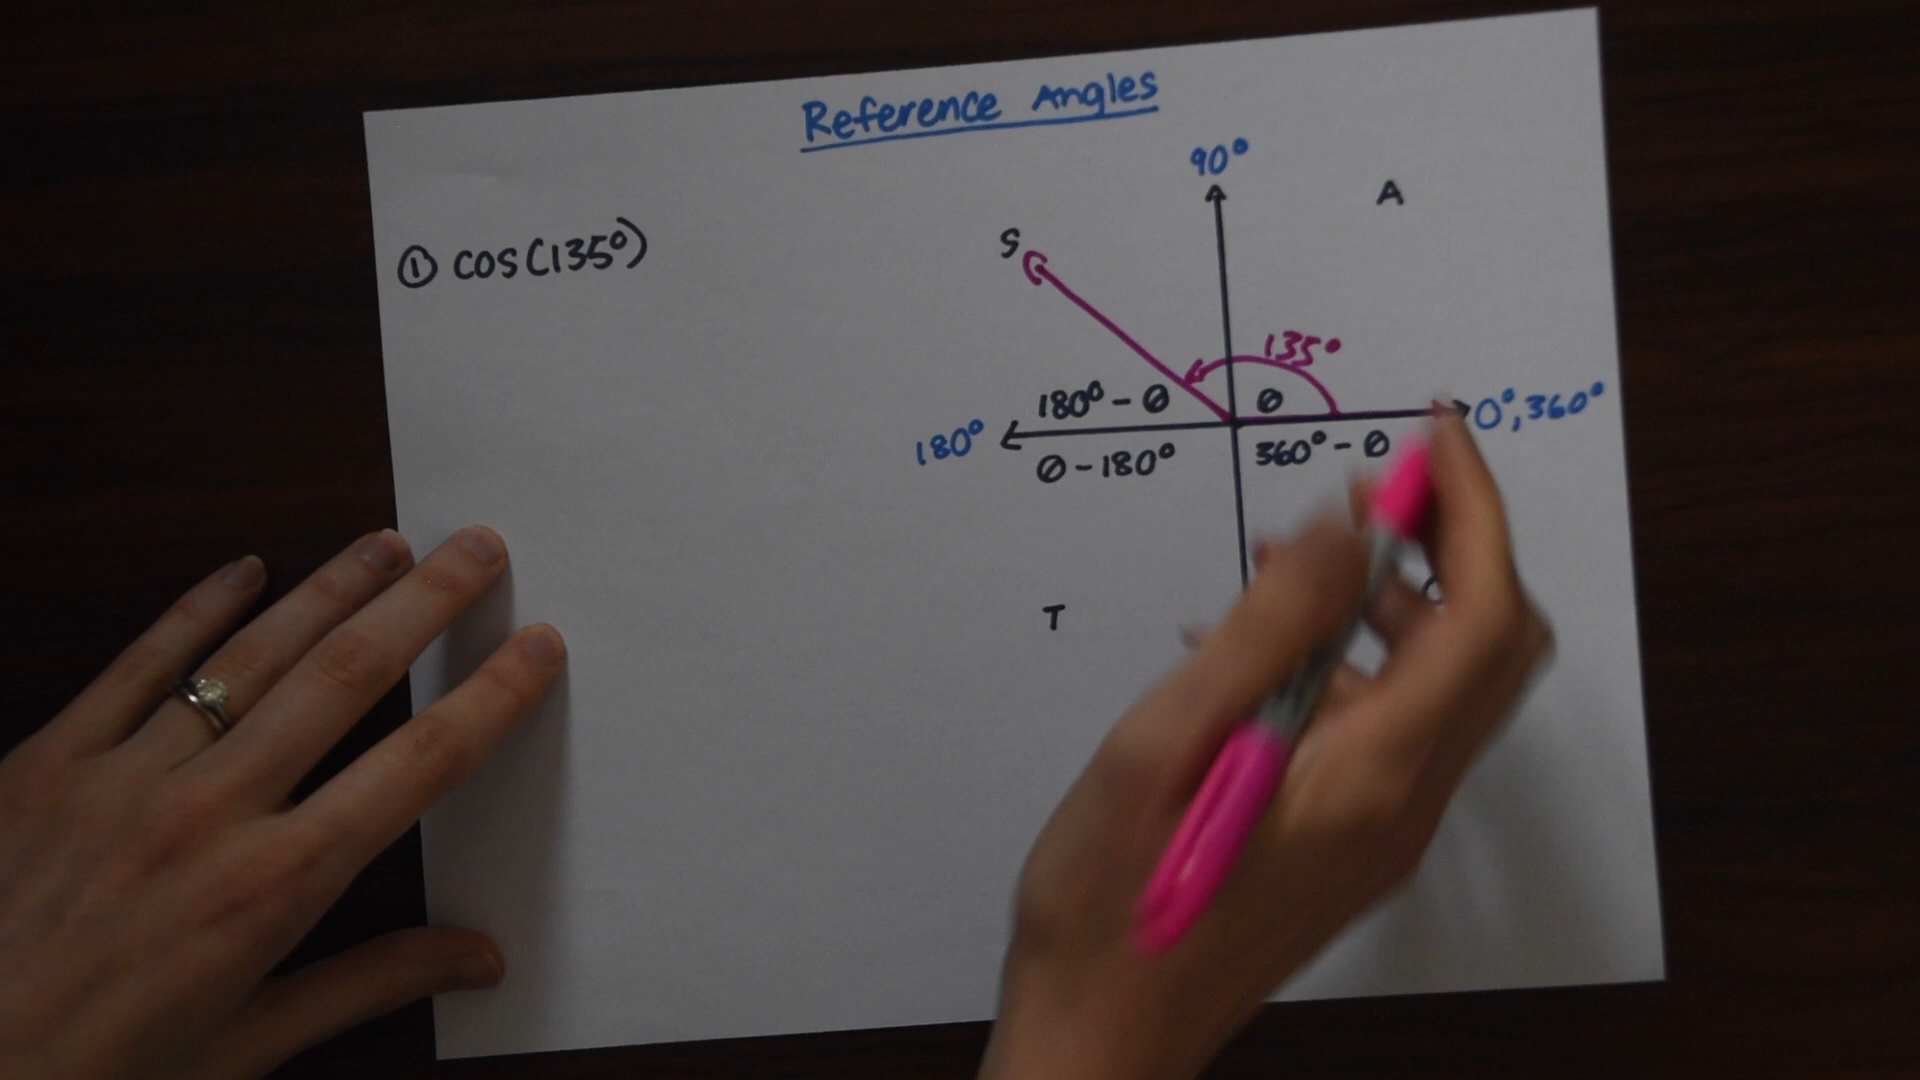 Reference Angles
90°
A
① cos(135°)
S
135°
180° - θ
θ
0°, 360°
180°
θ - 180°
360° - θ
T